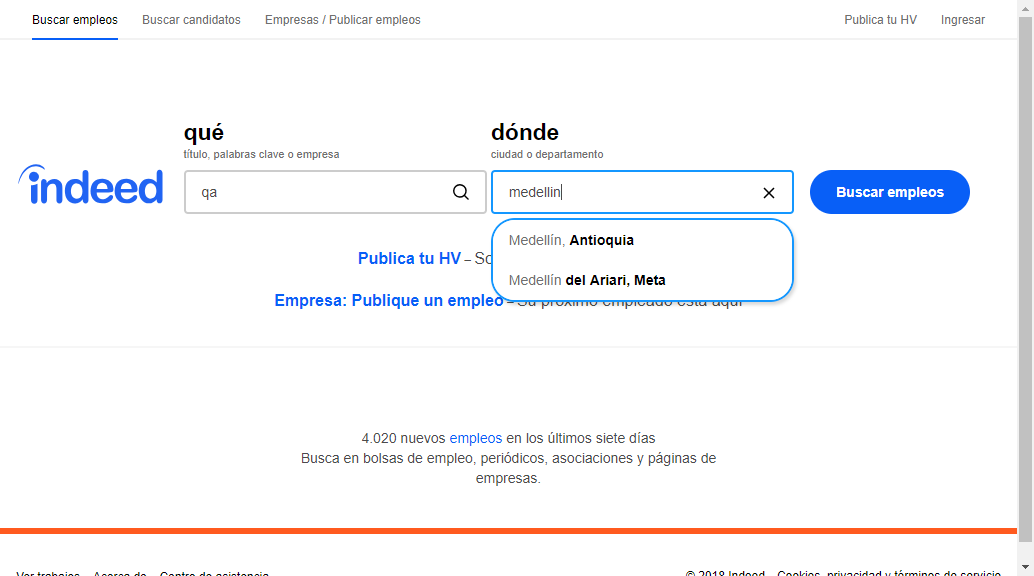 Buscar empleos Buscar candidatos Empresas / Publicar empleos Publica tu HV Ingresar
qué dónde
título, palabras clave o empresa ciudad o departamento
indeed qa medellin Buscar empleos
Medellín, Antioquia
Publica tu HV – So
Medellín del Ariari, Meta
Empresa: Publique un empleo – Su próximo empleado está aquí
4.020 nuevos empleos en los últimos siete días
Busca en bolsas de empleo, periódicos, asociaciones y páginas de
empresas.
Ver trabajos Acerca de Centro de asistencia © 2018 Indeed Cookies, privacidad y términos de servicio